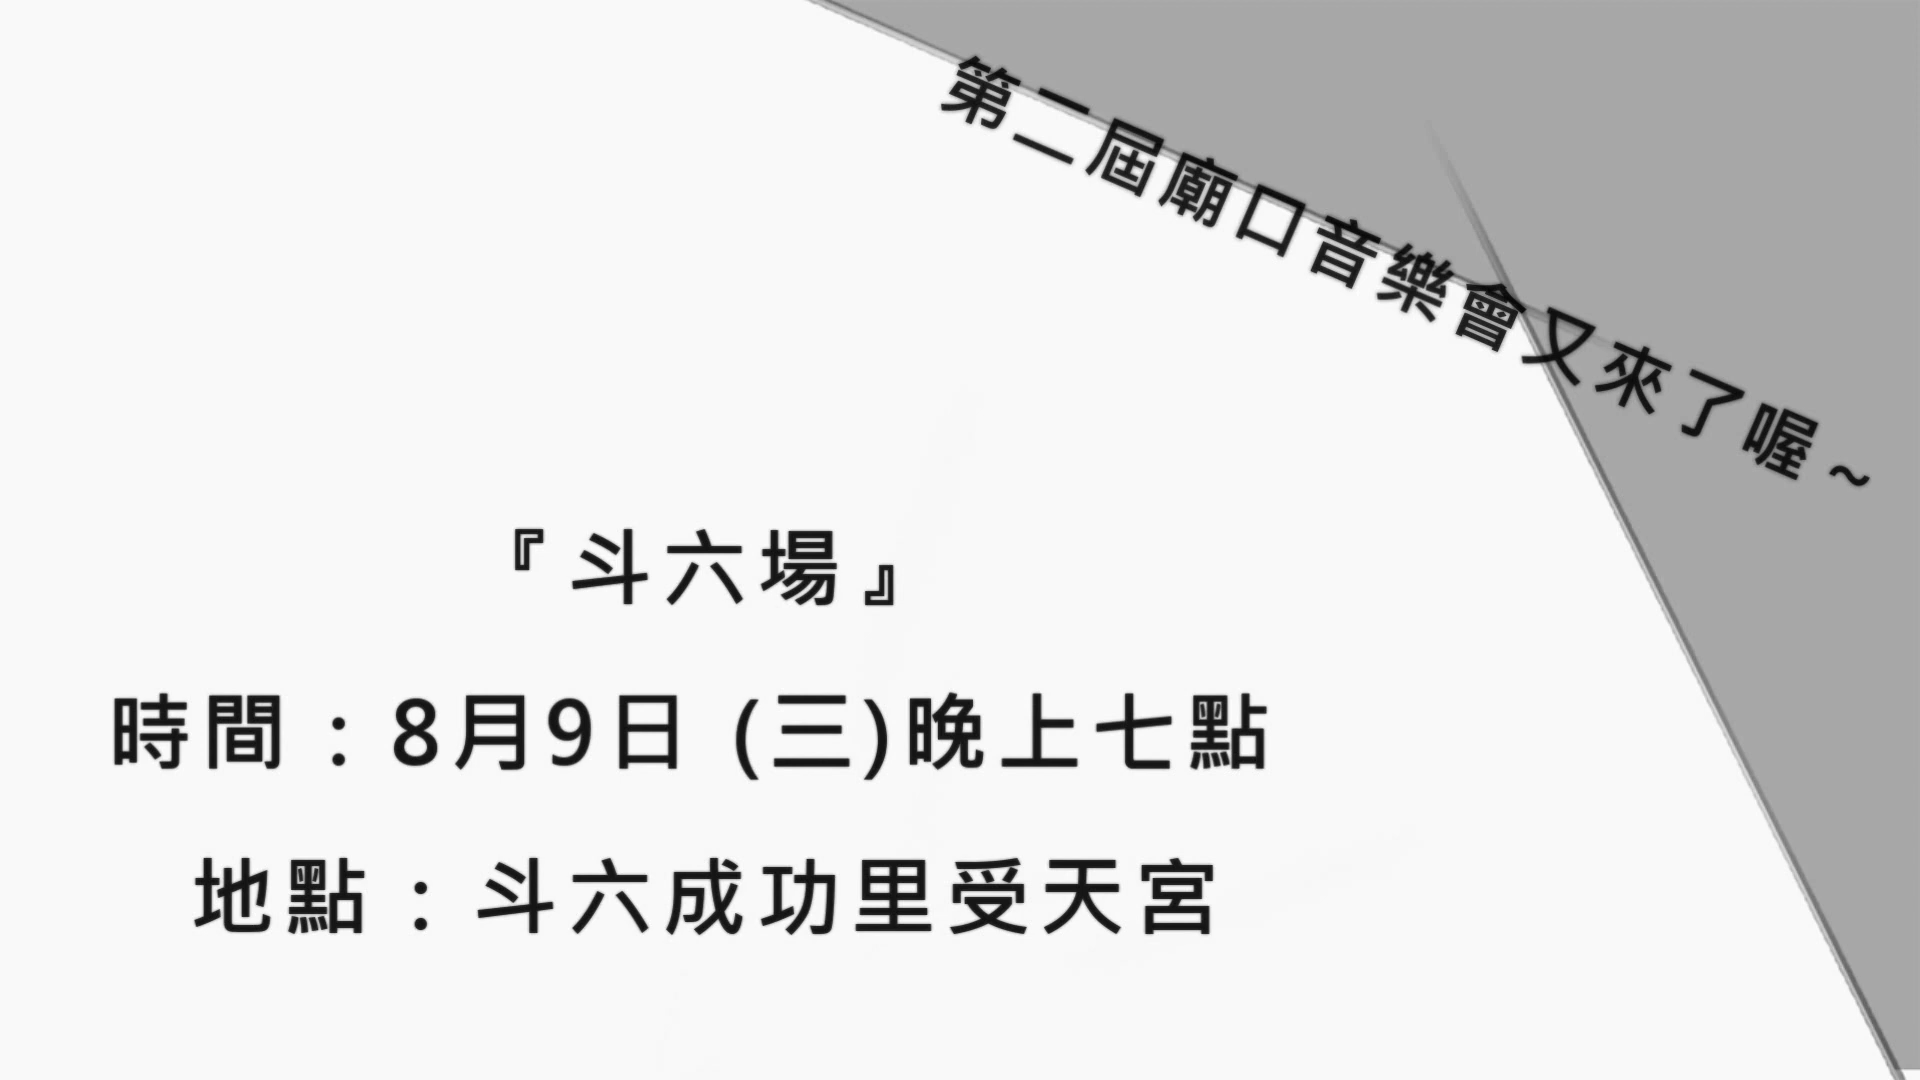 第二屆廟口音樂會又來了喔~
『斗六場』
時間：8月9日 (三)晚上七點
地點：斗六成功里受天宮